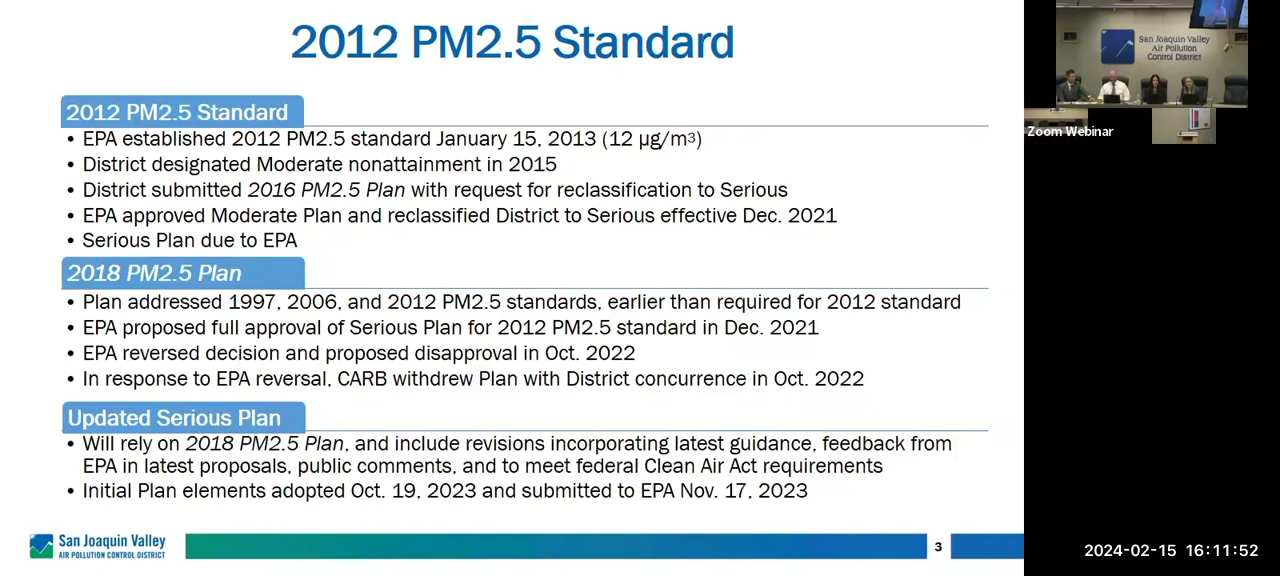 2012 PM2.5 Standard
2012 PM2.5 Standard
• EPA established 2012 PM2.5 standard January 15, 2013 (12 µg/m³)
• District designated Moderate nonattainment in 2015
• District submitted 2016 PM2.5 Plan with request for reclassification to Serious
• EPA approved Moderate Plan and reclassified District to Serious effective Dec. 2021
• Serious Plan due to EPA
2018 PM2.5 Plan
• Plan addressed 1997, 2006, and 2012 PM2.5 standards, earlier than required for 2012 standard
• EPA proposed full approval of Serious Plan for 2012 PM2.5 standard in Dec. 2021
• EPA reversed decision and proposed disapproval in Oct. 2022
• In response to EPA reversal, CARB withdrew Plan with District concurrence in Oct. 2022
Updated Serious Plan
• Will rely on 2018 PM2.5 Plan, and include revisions incorporating latest guidance, feedback from
EPA in latest proposals, public comments, and to meet federal Clean Air Act requirements
• Initial Plan elements adopted Oct. 19, 2023 and submitted to EPA Nov. 17, 2023
San Joaquin Valley
AIR POLLUTION CONTROL DISTRICT
3
San Joaquin Valley
Air Pollution
Control District
Zoom Webinar
2024-02-15 16:11:52